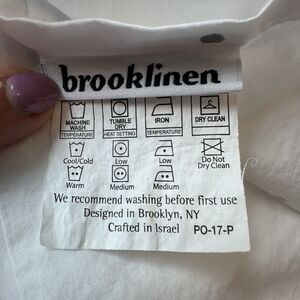 brooklinen
MACHINE WASH TUMBLE DRY IRON DRY CLEAN
TEMPERATURE HEAT SETTING TEMPERATURE
Cool/Cold Low Low Do Not Dry Clean
Warm Medium Medium
We recommend washing before first use
Designed in Brooklyn, NY
Crafted in Israel PO-17-P